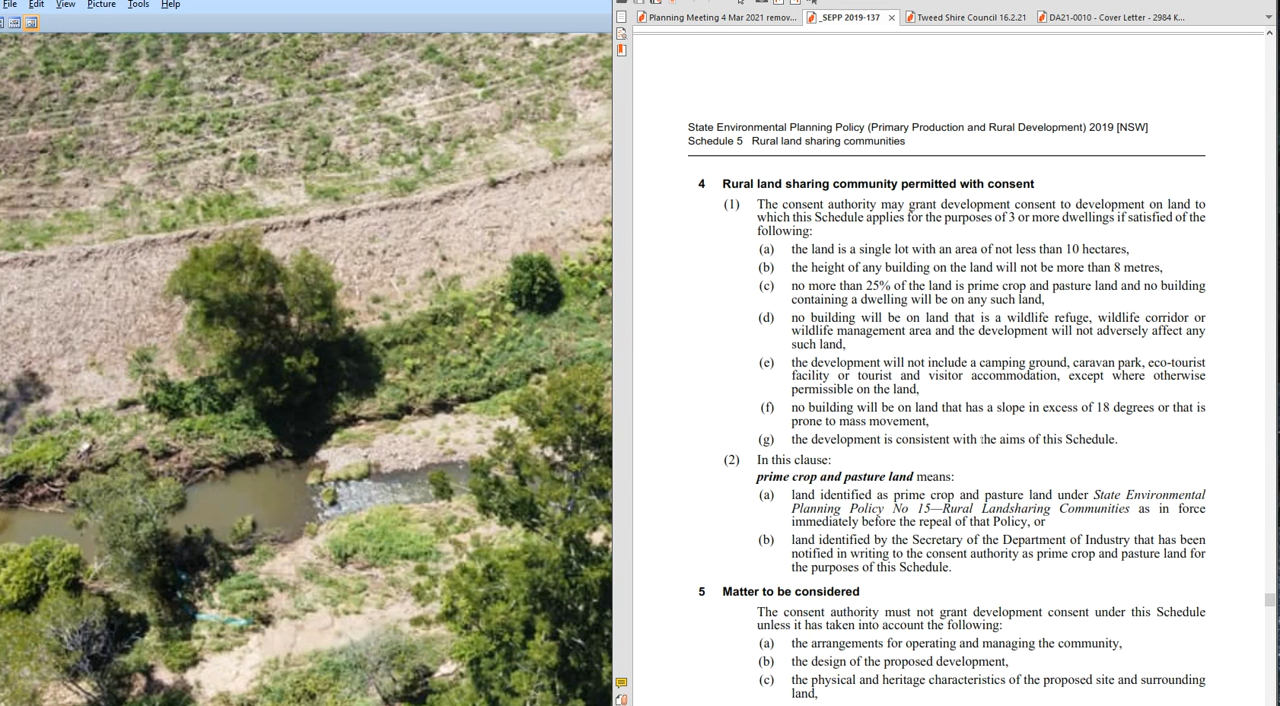 File Edit View Picture Tools Help
Planning Meeting 4 Mar 2021 remov...
_SEPP 2019-137
Tweed Shire Council 16.2.21
DA21-0010 - Cover Letter - 2984 K...
State Environmental Planning Policy (Primary Production and Rural Development) 2019 [NSW]
Schedule 5 Rural land sharing communities
4 Rural land sharing community permitted with consent
(1) The consent authority may grant development consent to development on land to
which this Schedule applies for the purposes of 3 or more dwellings if satisfied of the
following:
(a) the land is a single lot with an area of not less than 10 hectares,
(b) the height of any building on the land will not be more than 8 metres,
(c) no more than 25% of the land is prime crop and pasture land and no building
containing a dwelling will be on any such land,
(d) no building will be on land that is a wildlife refuge, wildlife corridor or
wildlife management area and the development will not adversely affect any
such land,
(e) the development will not include a camping ground, caravan park, eco-tourist
facility or tourist and visitor accommodation, except where otherwise
permissible on the land,
(f) no building will be on land that has a slope in excess of 18 degrees or that is
prone to mass movement,
(g) the development is consistent with the aims of this Schedule.
(2) In this clause:
prime crop and pasture land means:
(a) land identified as prime crop and pasture land under State Environmental
Planning Policy No 15—Rural Landsharing Communities as in force
immediately before the repeal of that Policy, or
(b) land identified by the Secretary of the Department of Industry that has been
notified in writing to the consent authority as prime crop and pasture land for
the purposes of this Schedule.
5 Matter to be considered
The consent authority must not grant development consent under this Schedule
unless it has taken into account the following:
(a) the arrangements for operating and managing the community,
(b) the design of the proposed development,
(c) the physical and heritage characteristics of the proposed site and surrounding
land,